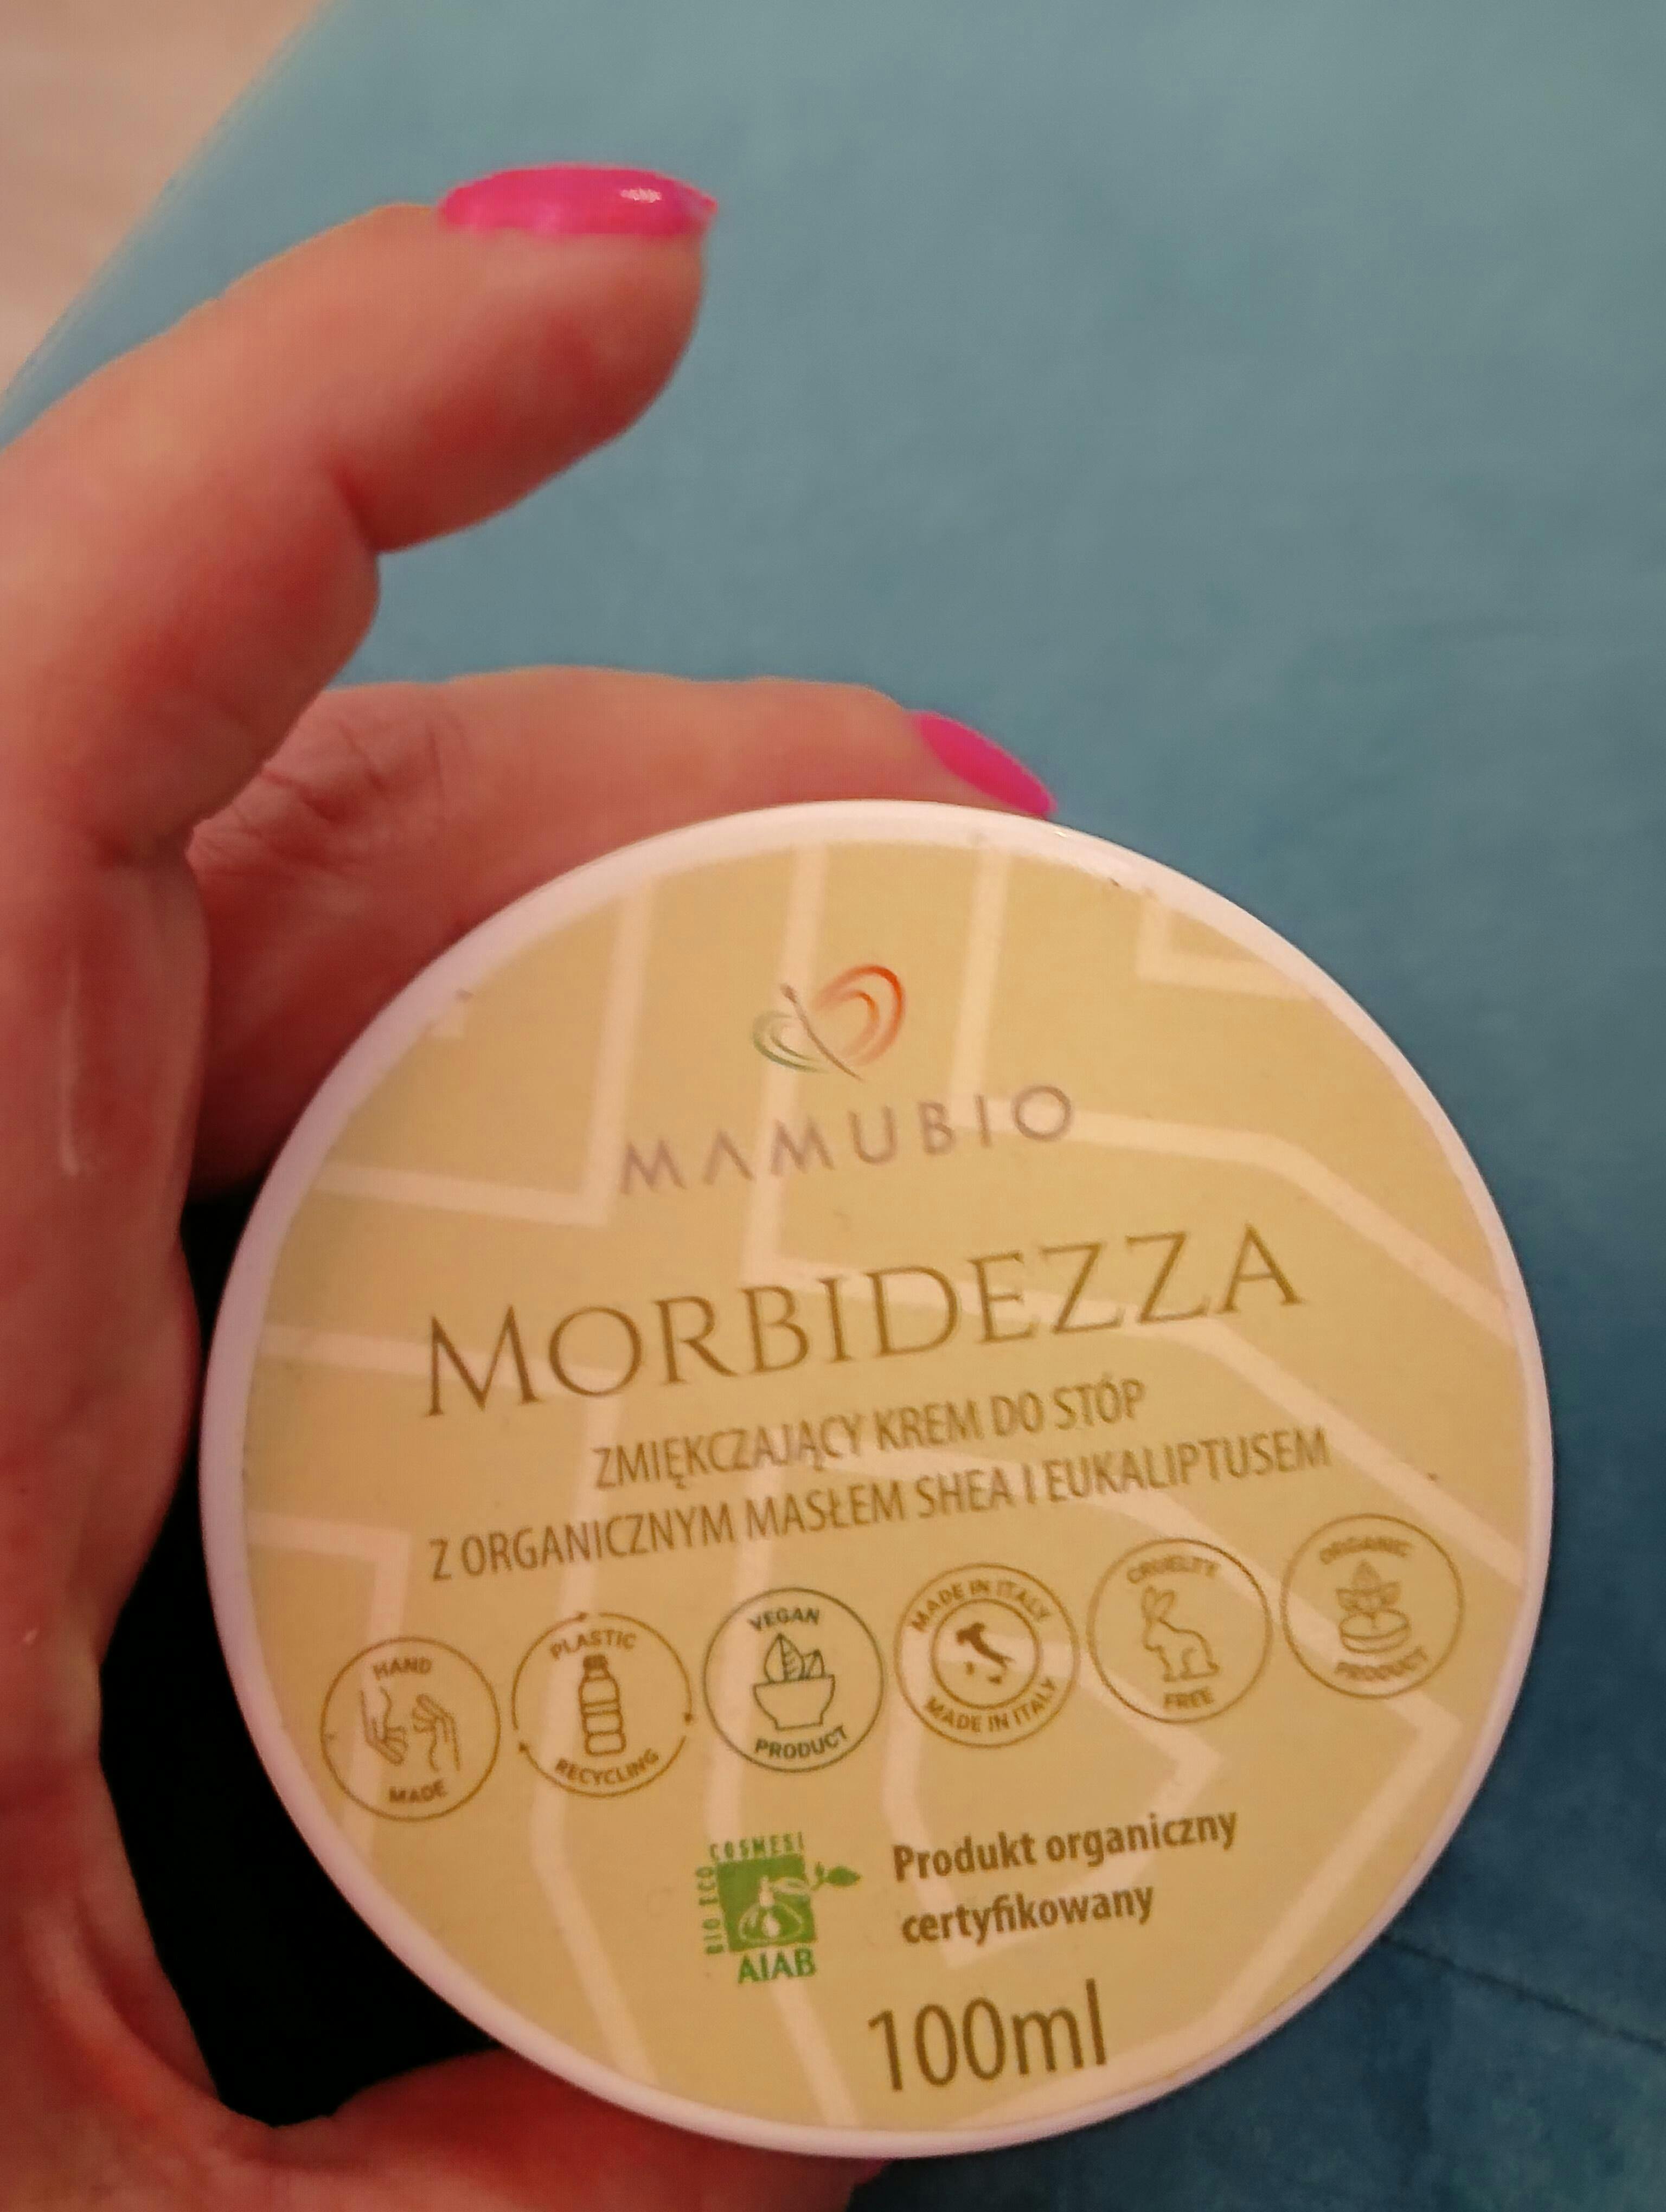 MAMUBIO
MORBIDEZZA
ZMIĘKCZAJĄCY KREM DO STÓP
Z ORGANICZNYM MASŁEM SHEA I EUKALIPTUSEM
HAND
MADE
PLASTIC
RECYCLING
VEGAN
PRODUCT
MADE IN ITALY
MADE IN ITALY
CRUELTY
FREE
ORGANIC
PRODUCT
BIO ECO COSMESI
AIAB
Produkt organiczny
certyfikowany
100ml